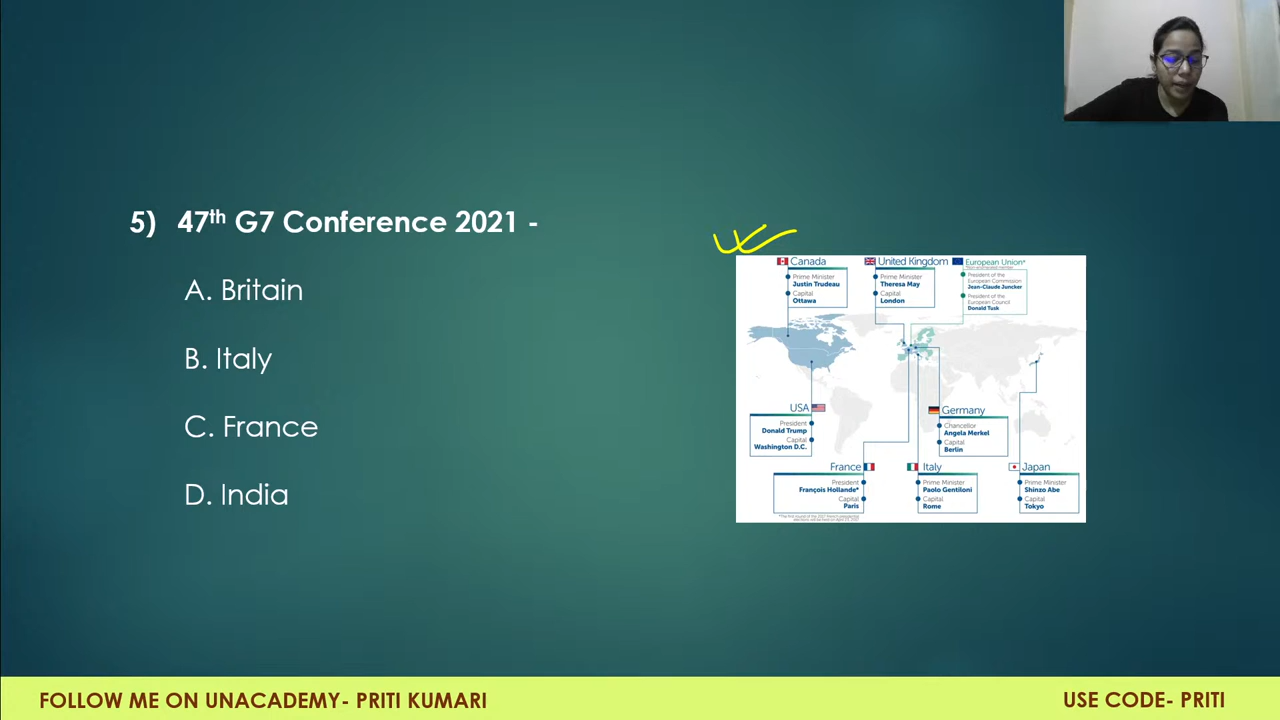 5) 47th G7 Conference 2021 -
A. Britain
B. Italy
C. France
D. India
Canada
Prime Minister
Justin Trudeau
Capital
Ottawa
United Kingdom
Prime Minister
Theresa May
Capital
London
European Union*
President of the
European Commission
Jean-Claude Juncker
President of the
European Council
Donald Tusk
USA
President
Donald Trump
Capital
Washington D.C.
Germany
Chancellor
Angela Merkel
Capital
Berlin
France
President
François Hollande*
Capital
Paris
Italy
Prime Minister
Paolo Gentiloni
Capital
Rome
Japan
Prime Minister
Shinzo Abe
Capital
Tokyo
FOLLOW ME ON UNACADEMY- PRITI KUMARI
USE CODE- PRITI